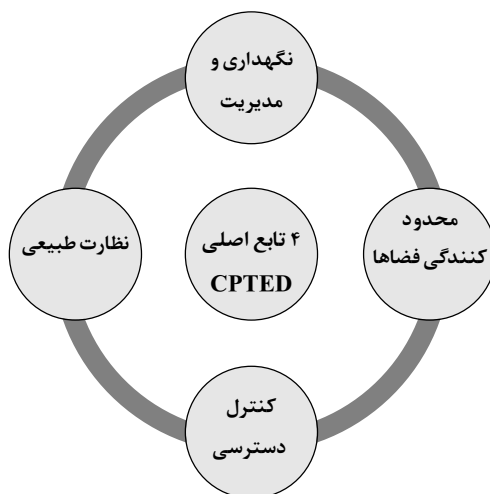 نگهداری و
مدیریت
محدود
کنندگی فضاها
۴ تابع اصلی
CPTED
نظارت طبیعی
کنترل
دسترسی